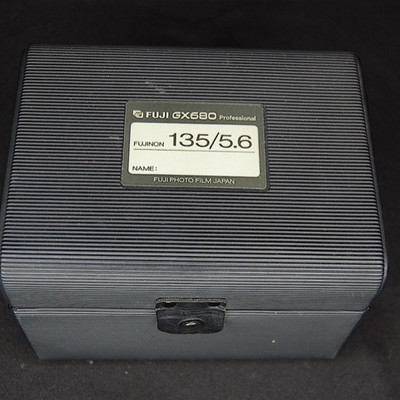 FUJI GX680 Professional
FUJINON 135/5.6
NAME:
FUJI PHOTO FILM JAPAN